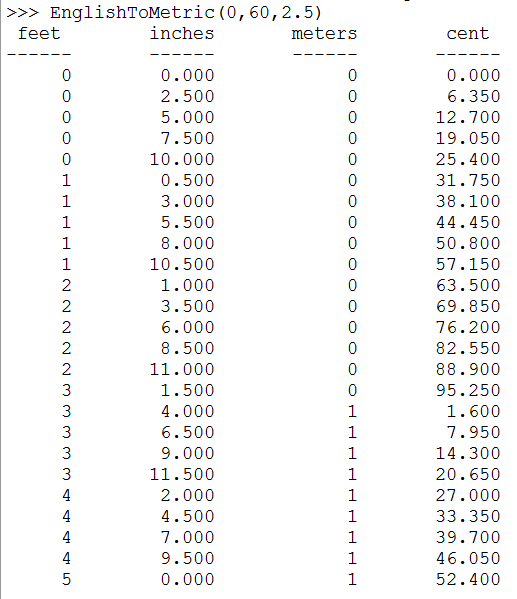 >>> EnglishToMetric(0,60,2.5)
feet inches meters cent
------ ------ ------ ------
0 0.000 0 0.000
0 2.500 0 6.350
0 5.000 0 12.700
0 7.500 0 19.050
0 10.000 0 25.400
1 0.500 0 31.750
1 3.000 0 38.100
1 5.500 0 44.450
1 8.000 0 50.800
1 10.500 0 57.150
2 1.000 0 63.500
2 3.500 0 69.850
2 6.000 0 76.200
2 8.500 0 82.550
2 11.000 0 88.900
3 1.500 0 95.250
3 4.000 1 1.600
3 6.500 1 7.950
3 9.000 1 14.300
3 11.500 1 20.650
4 2.000 1 27.000
4 4.500 1 33.350
4 7.000 1 39.700
4 9.500 1 46.050
5 0.000 1 52.400